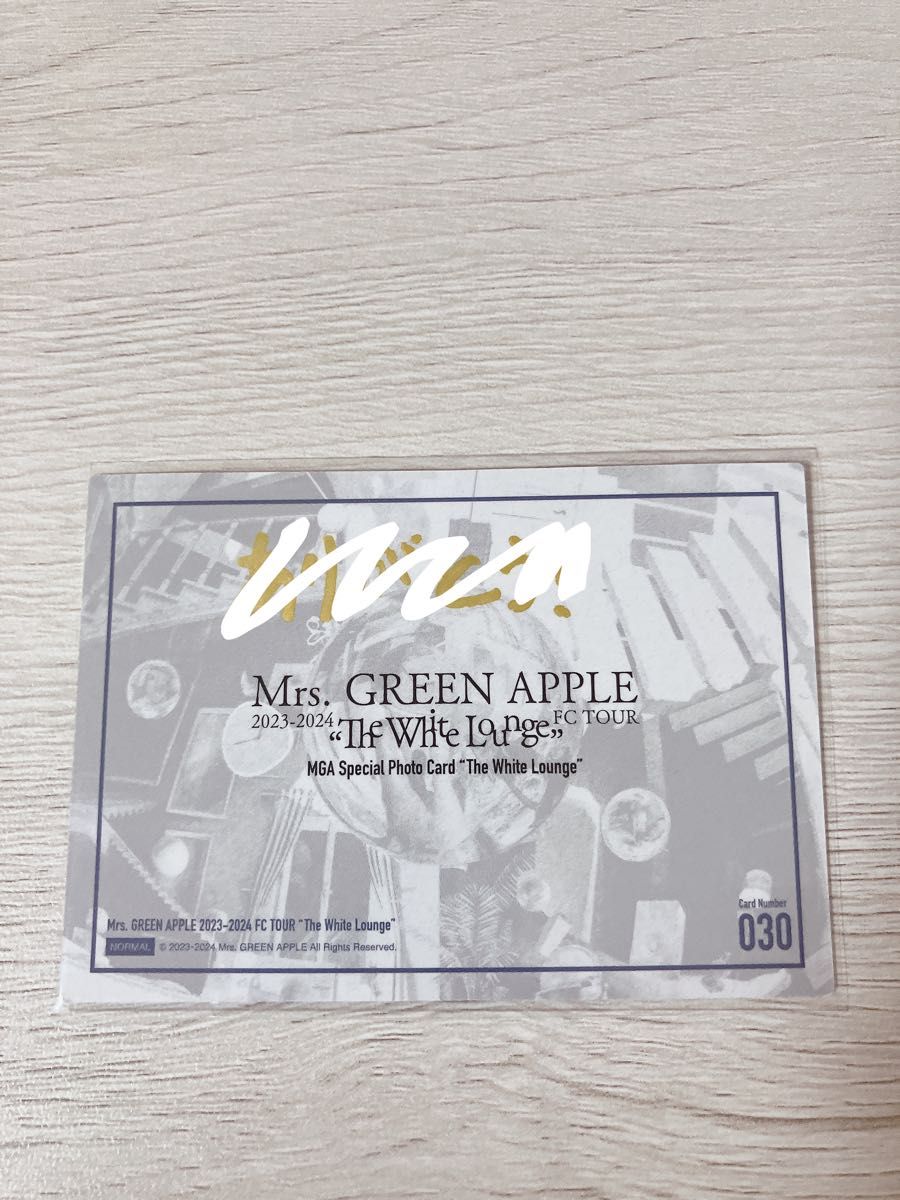 Mrs. GREEN APPLE
2023-2024 "The White Lounge" FC TOUR
MGA Special Photo Card "The White Lounge"
Card Number
030
Mrs. GREEN APPLE 2023-2024 FC TOUR "The White Lounge"
NORMAL © 2023-2024 Mrs. GREEN APPLE All Rights Reserved.